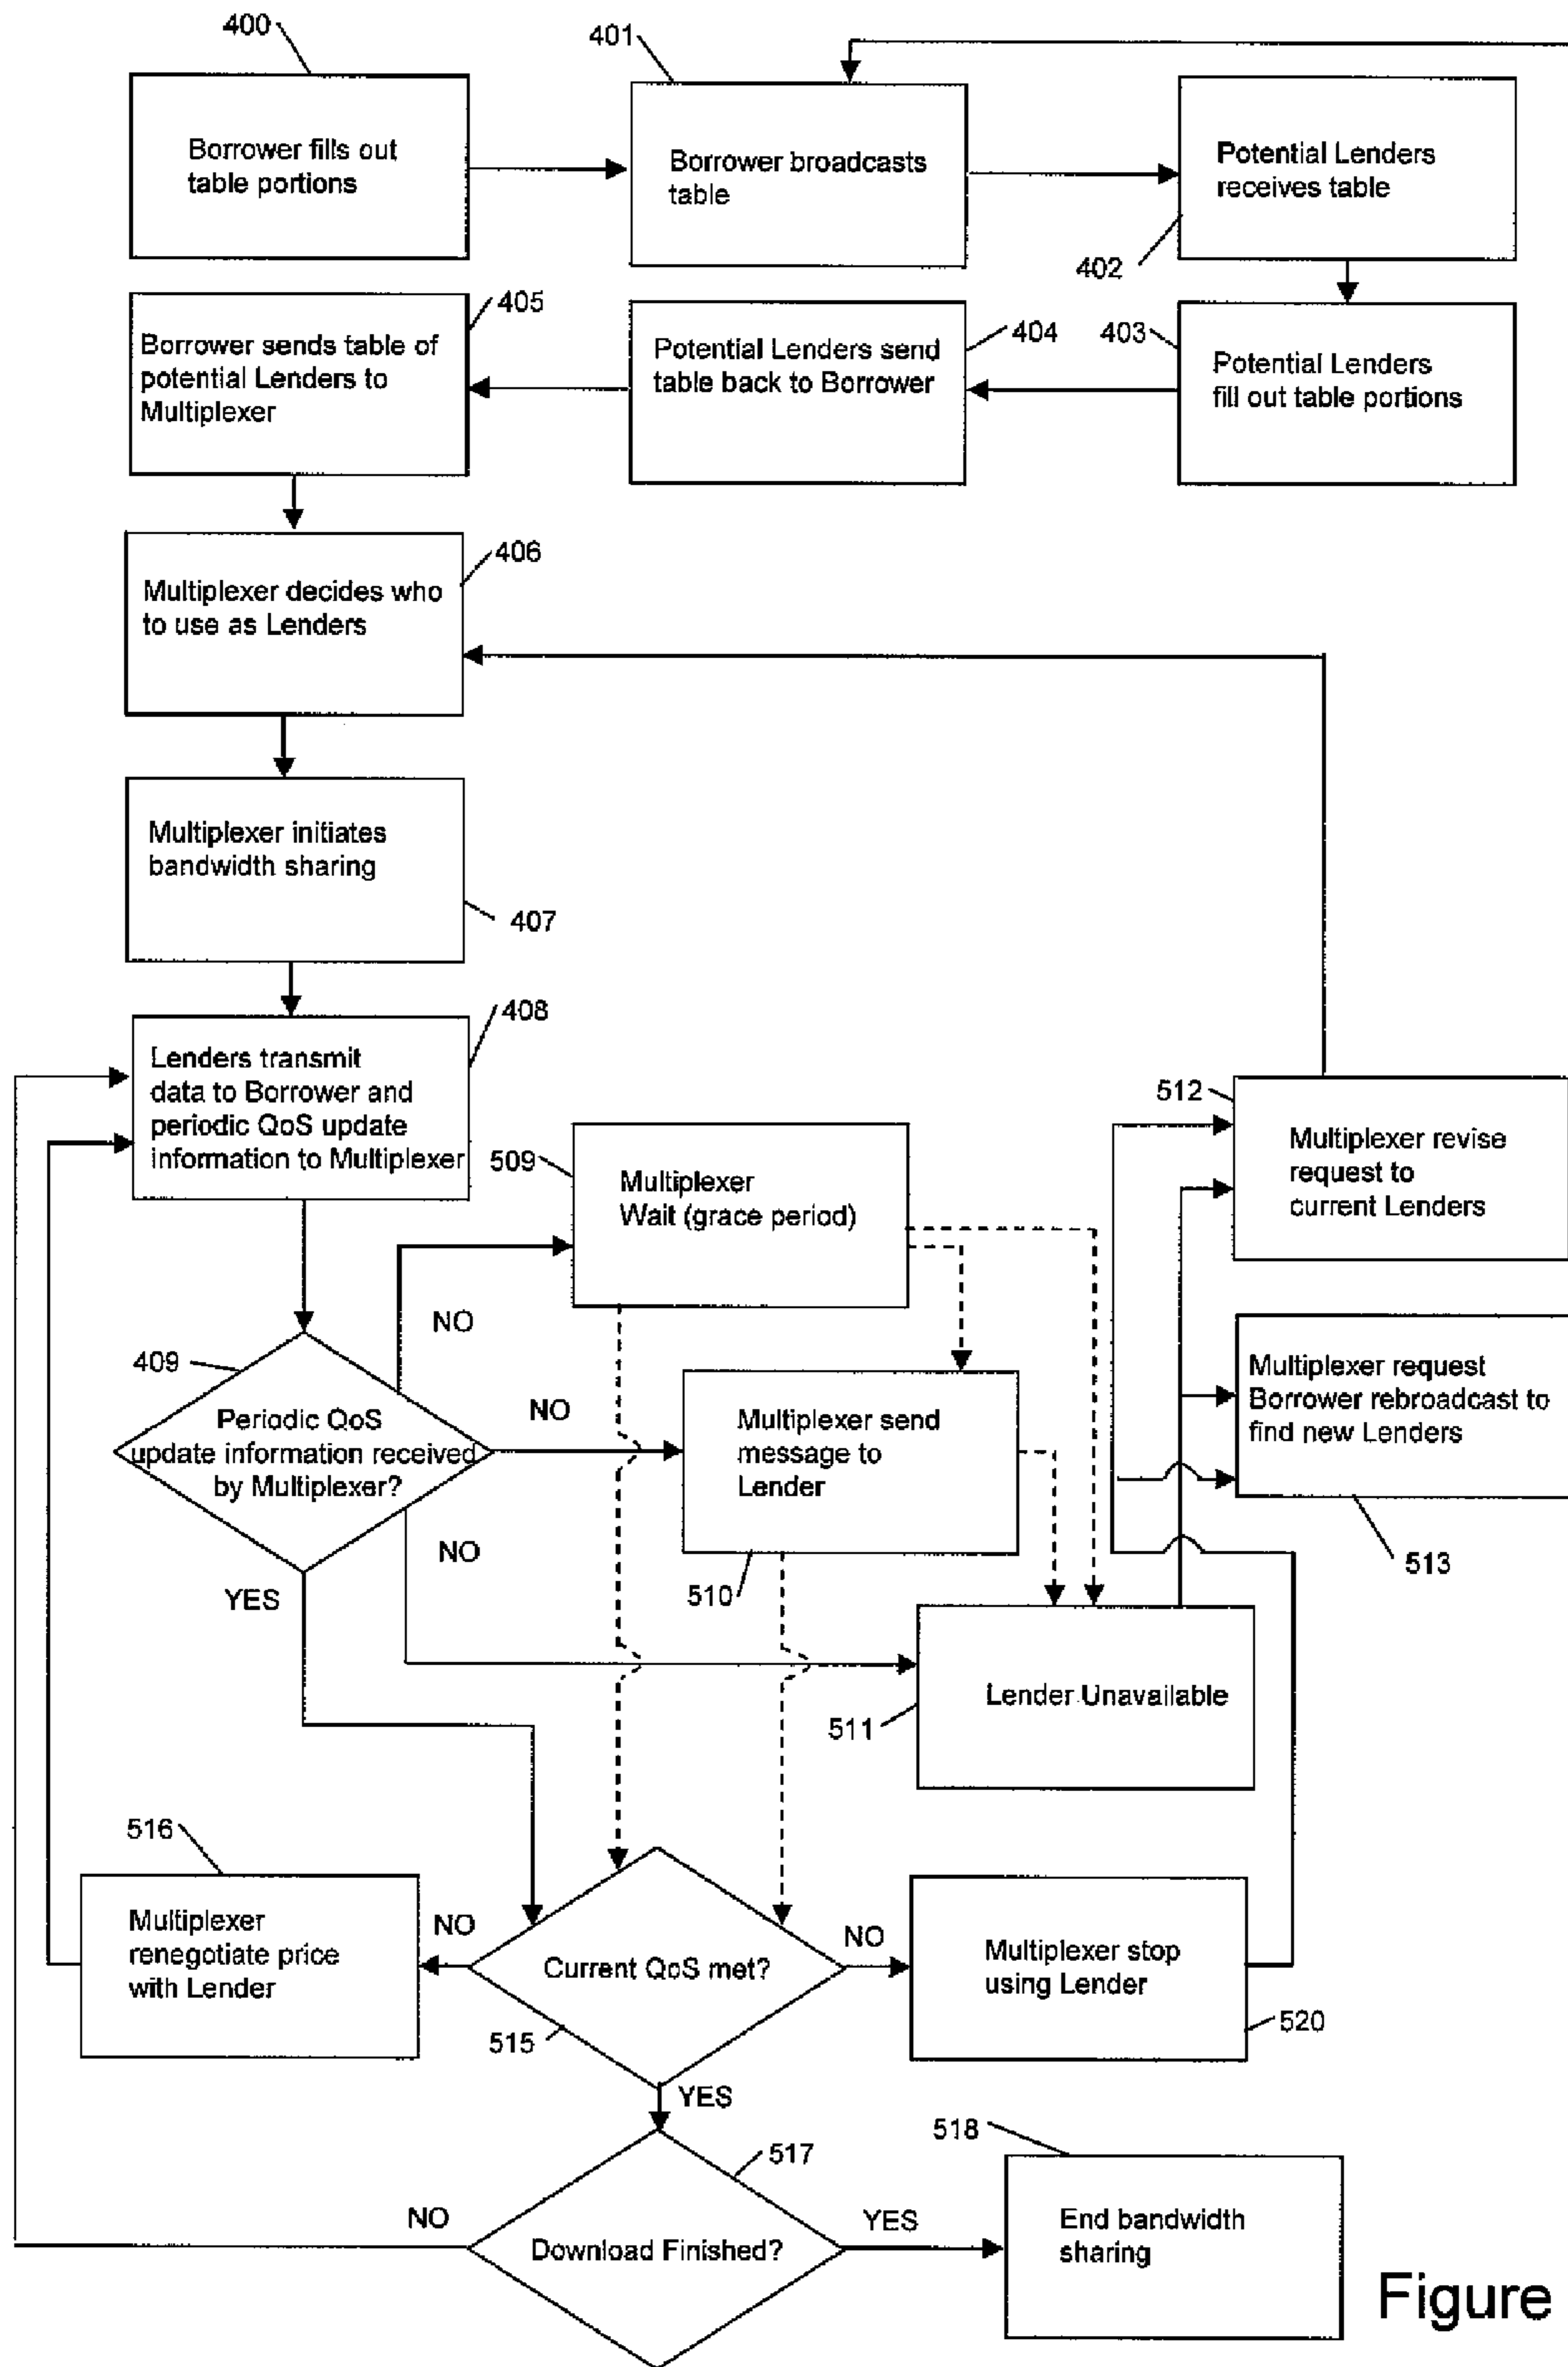 400
401
Borrower fills out
table portions
Borrower broadcasts
table
Potential Lenders
receives table
402
405
Borrower sends table of
potential Lenders to
Multiplexer
404
Potential Lenders send
table back to Borrower
403
Potential Lenders
fill out table portions
406
Multiplexer decides who
to use as Lenders
Multiplexer initiates
bandwidth sharing
407
408
Lenders transmit
data to Borrower and
periodic QoS update
information to Multiplexer
509
Multiplexer
Wait (grace period)
512
Multiplexer revise
request to
current Lenders
NO
409
Periodic QoS
update information received
by Multiplexer?
NO
Multiplexer send
message to
Lender
Multiplexer request
Borrower rebroadcast to
find new Lenders
NO
YES
510
513
Lender Unavailable
511
516
Multiplexer
renegotiate price
with Lender
NO
Current QoS met?
NO
Multiplexer stop
using Lender
515
520
YES
517
518
NO
Download Finished?
YES
End bandwidth
sharing
Figure